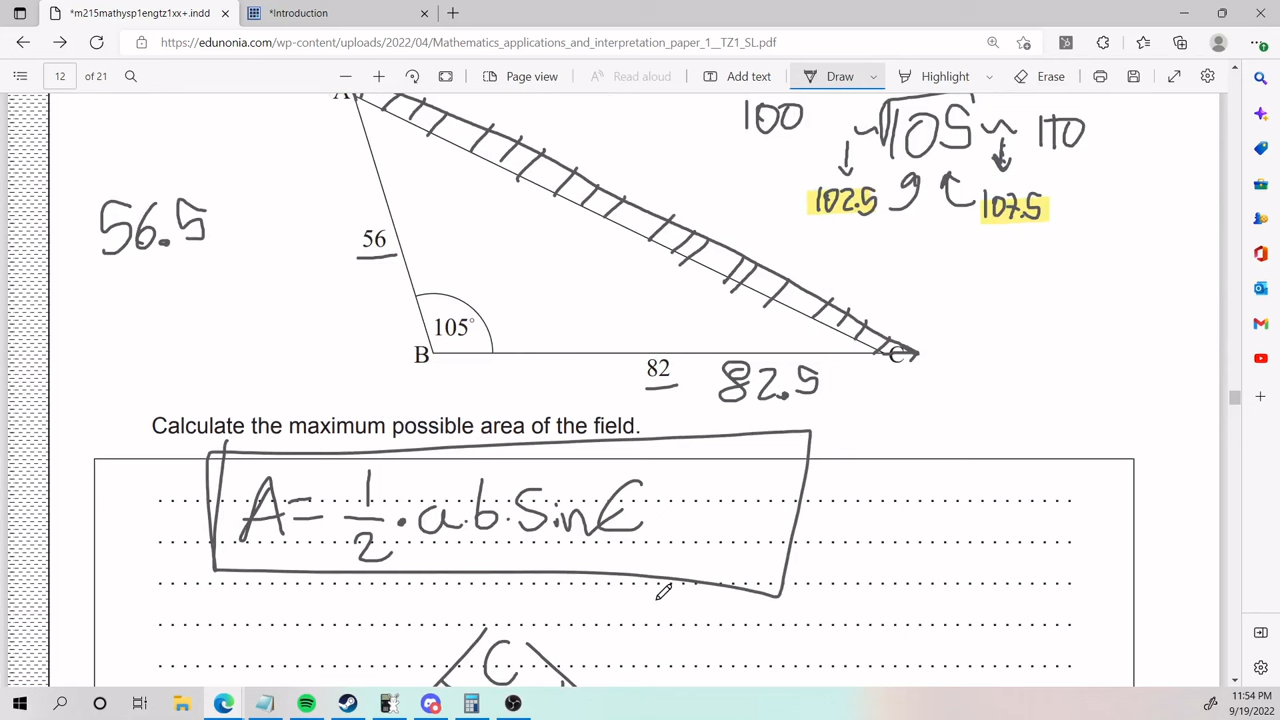 *m215mathysp1engtz1xx+.indd
*Introduction
https://edunonia.com/wp-content/uploads/2022/04/Mathematics_applications_and_interpretation_paper_1__TZ1_SL.pdf
12 of 21
Page view
Read aloud
Add text
Draw
Highlight
Erase
A
100
105
110
102.5
107.5
56.5
56
105°
B
C
82
82.5
Calculate the maximum possible area of the field.
A = 1/2 · a · b · Sin C
C
11:54 PM
9/19/2022